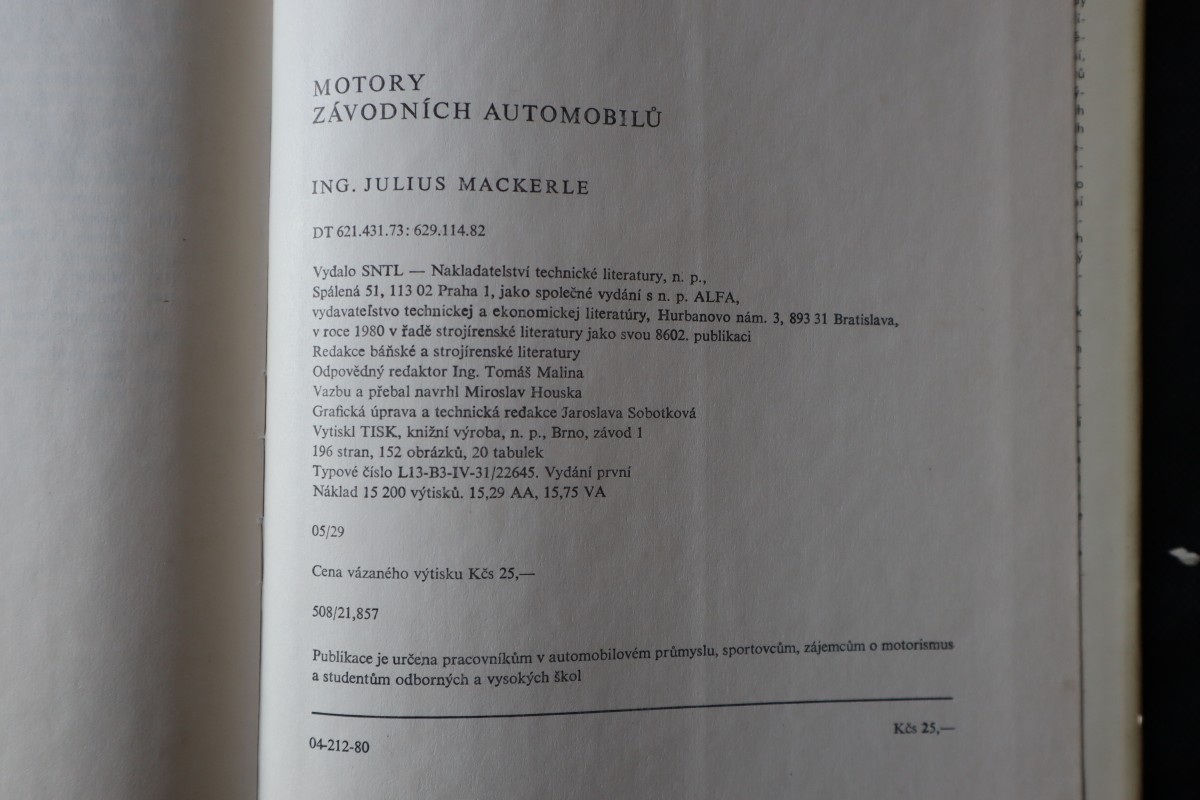 MOTORY
ZÁVODNÍCH AUTOMOBILŮ
ING. JULIUS MACKERLE
DT 621.431.73: 629.114.82
Vydalo SNTL — Nakladatelství technické literatury, n. p.,
Spálená 51, 113 02 Praha 1, jako společné vydání s n. p. ALFA,
vydavateľstvo technickej a ekonomickej literatúry, Hurbanovo nám. 3, 893 31 Bratislava,
v roce 1980 v řadě strojírenské literatury jako svou 8602. publikaci
Redakce báňské a strojírenské literatury
Odpovědný redaktor Ing. Tomáš Malina
Vazbu a přebal navrhl Miroslav Houska
Grafická úprava a technická redakce Jaroslava Sobotková
Vytiskl TISK, knižní výroba, n. p., Brno, závod 1
196 stran, 152 obrázků, 20 tabulek
Typové číslo L13-B3-IV-31/22645. Vydání první
Náklad 15 200 výtisků. 15,29 AA, 15,75 VA
05/29
Cena vázaného výtisku Kčs 25,—
508/21,857
Publikace je určena pracovníkům v automobilovém průmyslu, sportovcům, zájemcům o motorismus
a studentům odborných a vysokých škol
04-212-80
Kčs 25,—